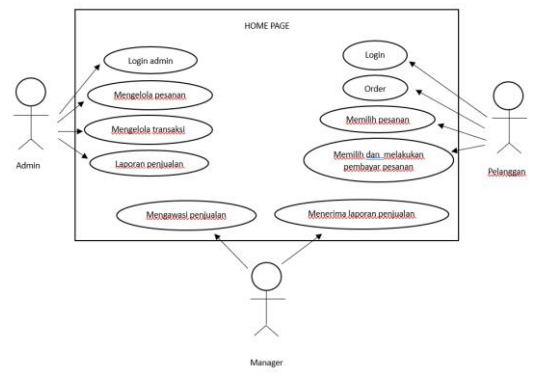 HOME PAGE
Login admin
Mengelola pesanan
Mengelola transaksi
Laporan penjualan
Login
Order
Memilih pesanan
Memilih dan melakukan
pembayar pesanan
Admin
Pelanggan
Mengawasi penjualan
Menerima laporan penjualan
Manager